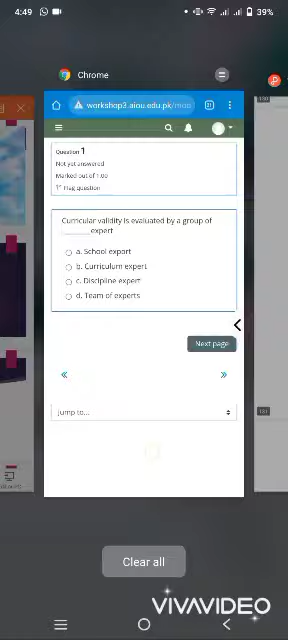 4:49
39%
Chrome
workshop3.aiou.edu.pk/moo
Question 1
Not yet answered
Marked out of 1.00
Flag question
Curricular validity is evaluated by a group of
________ expert
a. School export
b. Curriculum expert
c. Discipline expert
d. Team of experts
Next page
«
»
Jump to...
Clear all
VIVAVIDEO